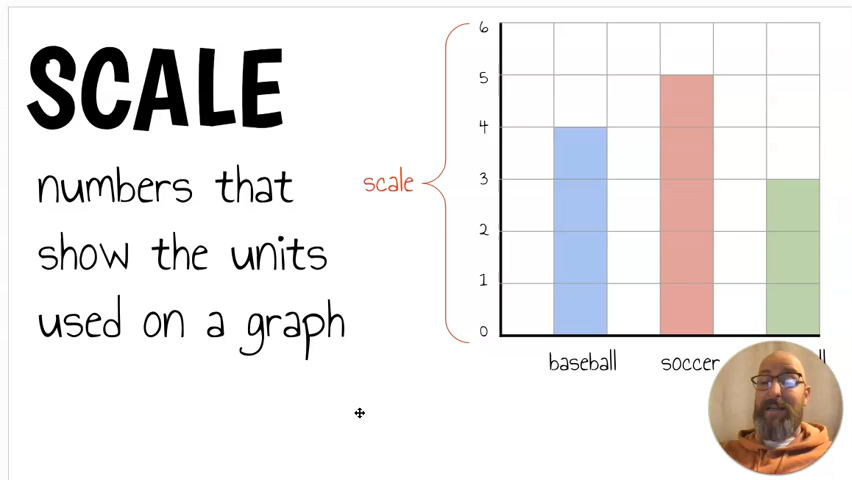 SCALE
numbers that
show the units
used on a graph
scale
6
5
4
3
2
1
0
baseball soccer